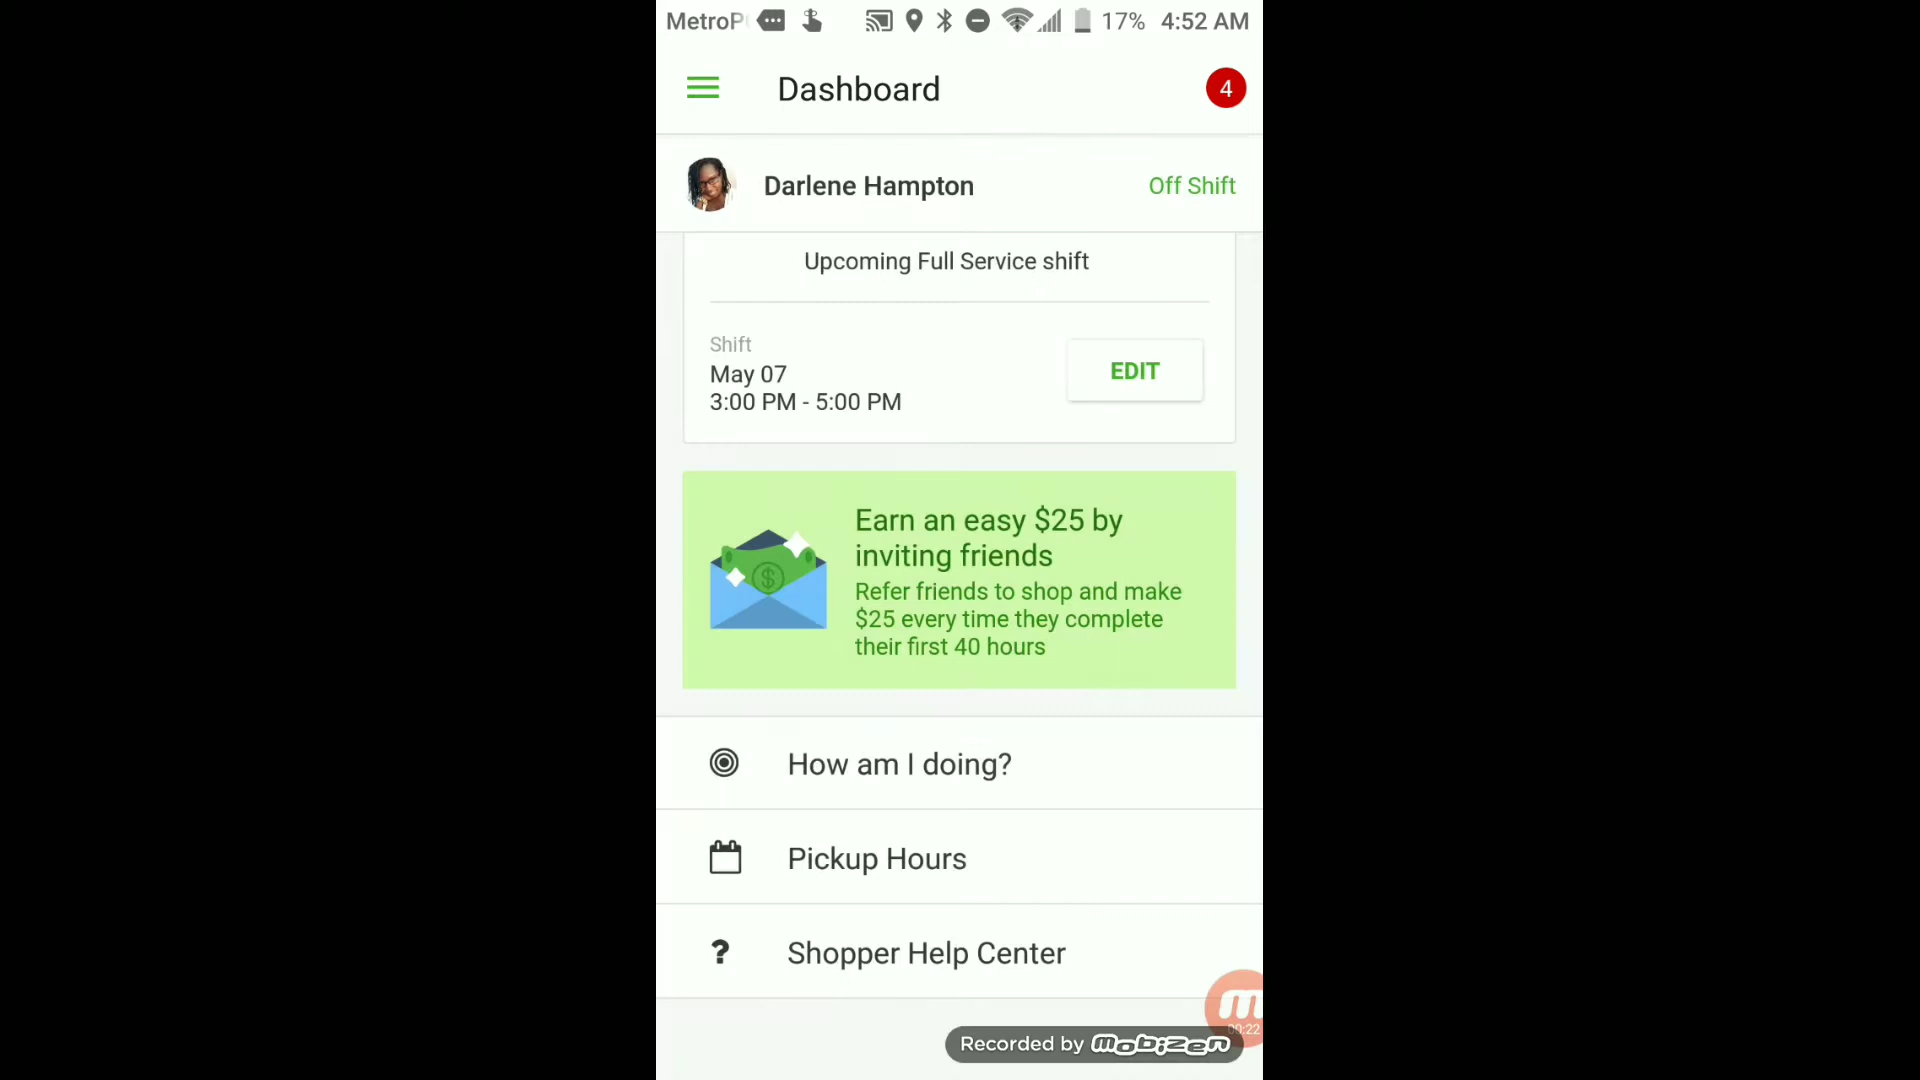 MetroP
17% 4:52 AM
Dashboard
4
Darlene Hampton
Off Shift
Upcoming Full Service shift
Shift
May 07
3:00 PM - 5:00 PM
EDIT
Earn an easy $25 by
inviting friends
Refer friends to shop and make
$25 every time they complete
their first 40 hours
How am I doing?
Pickup Hours
? Shopper Help Center
00:22
Recorded by mobizen